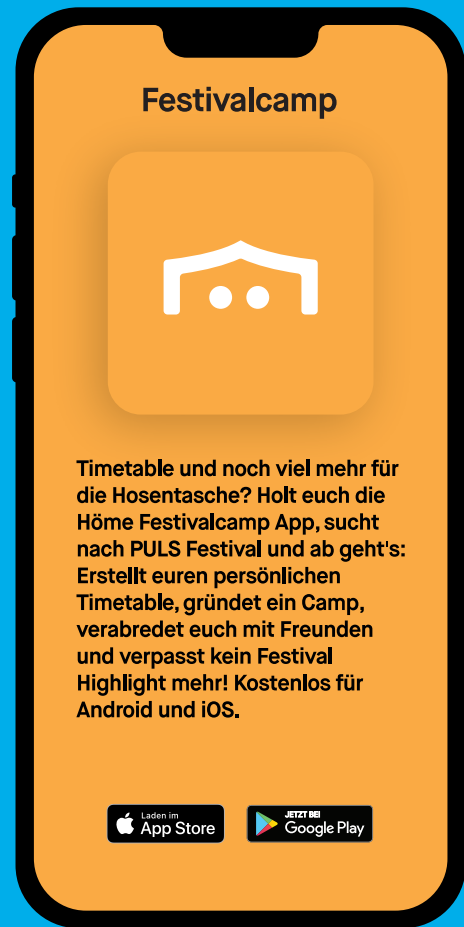 Festivalcamp
Timetable und noch viel mehr für
die Hosentasche? Holt euch die
Höme Festivalcamp App, sucht
nach PULS Festival und ab geht's:
Erstellt euren persönlichen
Timetable, gründet ein Camp,
verabredet euch mit Freunden
und verpasst kein Festival
Highlight mehr! Kostenlos für
Android und iOS.
Laden im
App Store
JETZT BEI
Google Play